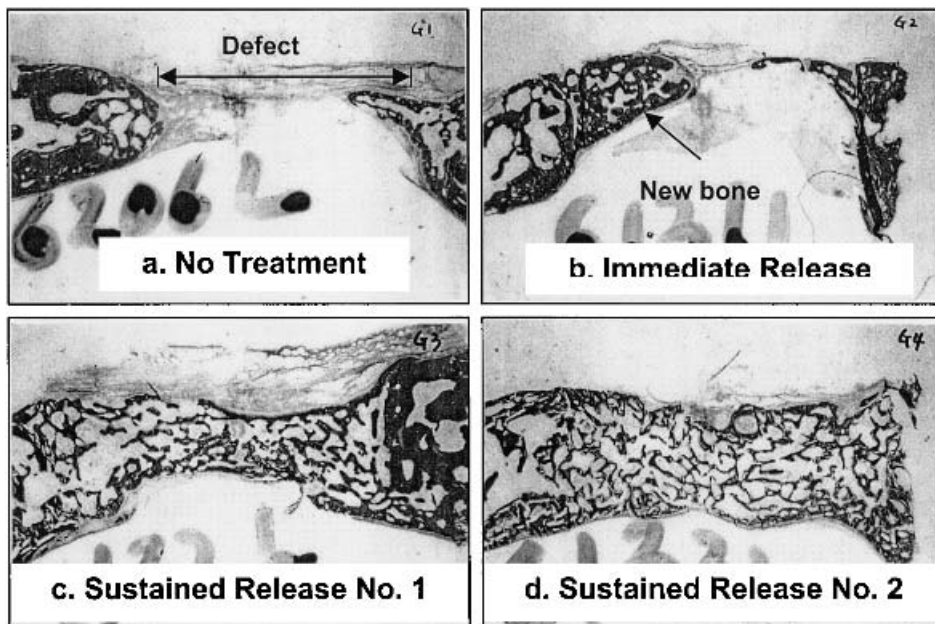 G1
Defect
62006 L
a. No Treatment
G2
New bone
b. Immediate Release
G3
c. Sustained Release No. 1
G4
d. Sustained Release No. 2